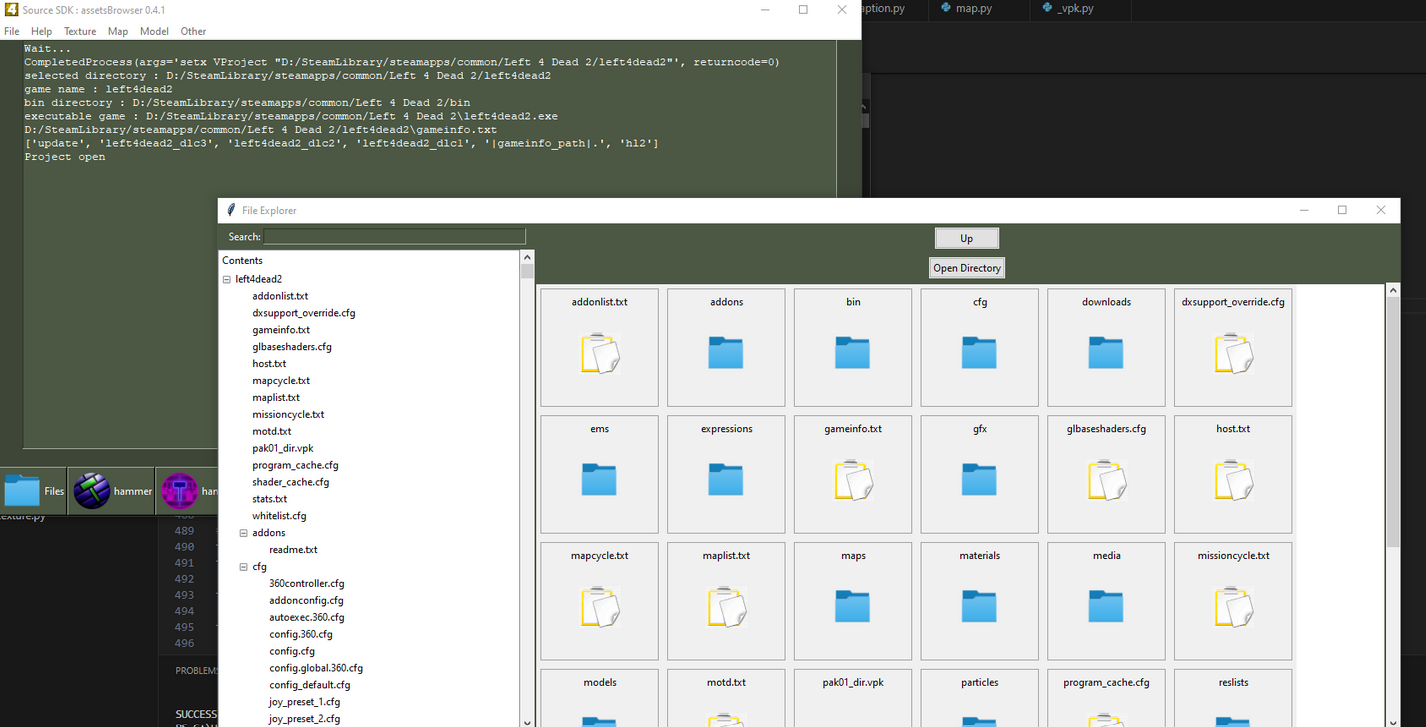 Source SDK : assetsBrowser 0.4.1
aption.py
map.py
_vpk.py
File Help Texture Map Model Other
Wait...
CompletedProcess(args='setx VProject "D:/SteamLibrary/steamapps/common/Left 4 Dead 2/left4dead2"', returncode=0)
selected directory : D:/SteamLibrary/steamapps/common/Left 4 Dead 2/left4dead2
game name : left4dead2
bin directory : D:/SteamLibrary/steamapps/common/Left 4 Dead 2/bin
executable game : D:/SteamLibrary/steamapps/common/Left 4 Dead 2\left4dead2.exe
D:/SteamLibrary/steamapps/common/Left 4 Dead 2/left4dead2\gameinfo.txt
['update', 'left4dead2_dlc3', 'left4dead2_dlc2', 'left4dead2_dlc1', '|gameinfo_path|.', 'hl2']
Project open
Files
hammer
han
489
490
491
492
493
494
495
496
PROBLEMS
SUCCESS
File Explorer
Search:
Up
Open Directory
Contents
left4dead2
addonlist.txt
dxsupport_override.cfg
gameinfo.txt
glbaseshaders.cfg
host.txt
mapcycle.txt
maplist.txt
missioncycle.txt
motd.txt
pak01_dir.vpk
program_cache.cfg
shader_cache.cfg
stats.txt
whitelist.cfg
addons
readme.txt
cfg
360controller.cfg
addonconfig.cfg
autoexec.360.cfg
config.360.cfg
config.cfg
config.global.360.cfg
config_default.cfg
joy_preset_1.cfg
joy_preset_2.cfg
addonlist.txt addons bin cfg downloads dxsupport_override.cfg
ems expressions gameinfo.txt gfx glbaseshaders.cfg host.txt
mapcycle.txt maplist.txt maps materials media missioncycle.txt
models motd.txt pak01_dir.vpk particles program_cache.cfg reslists